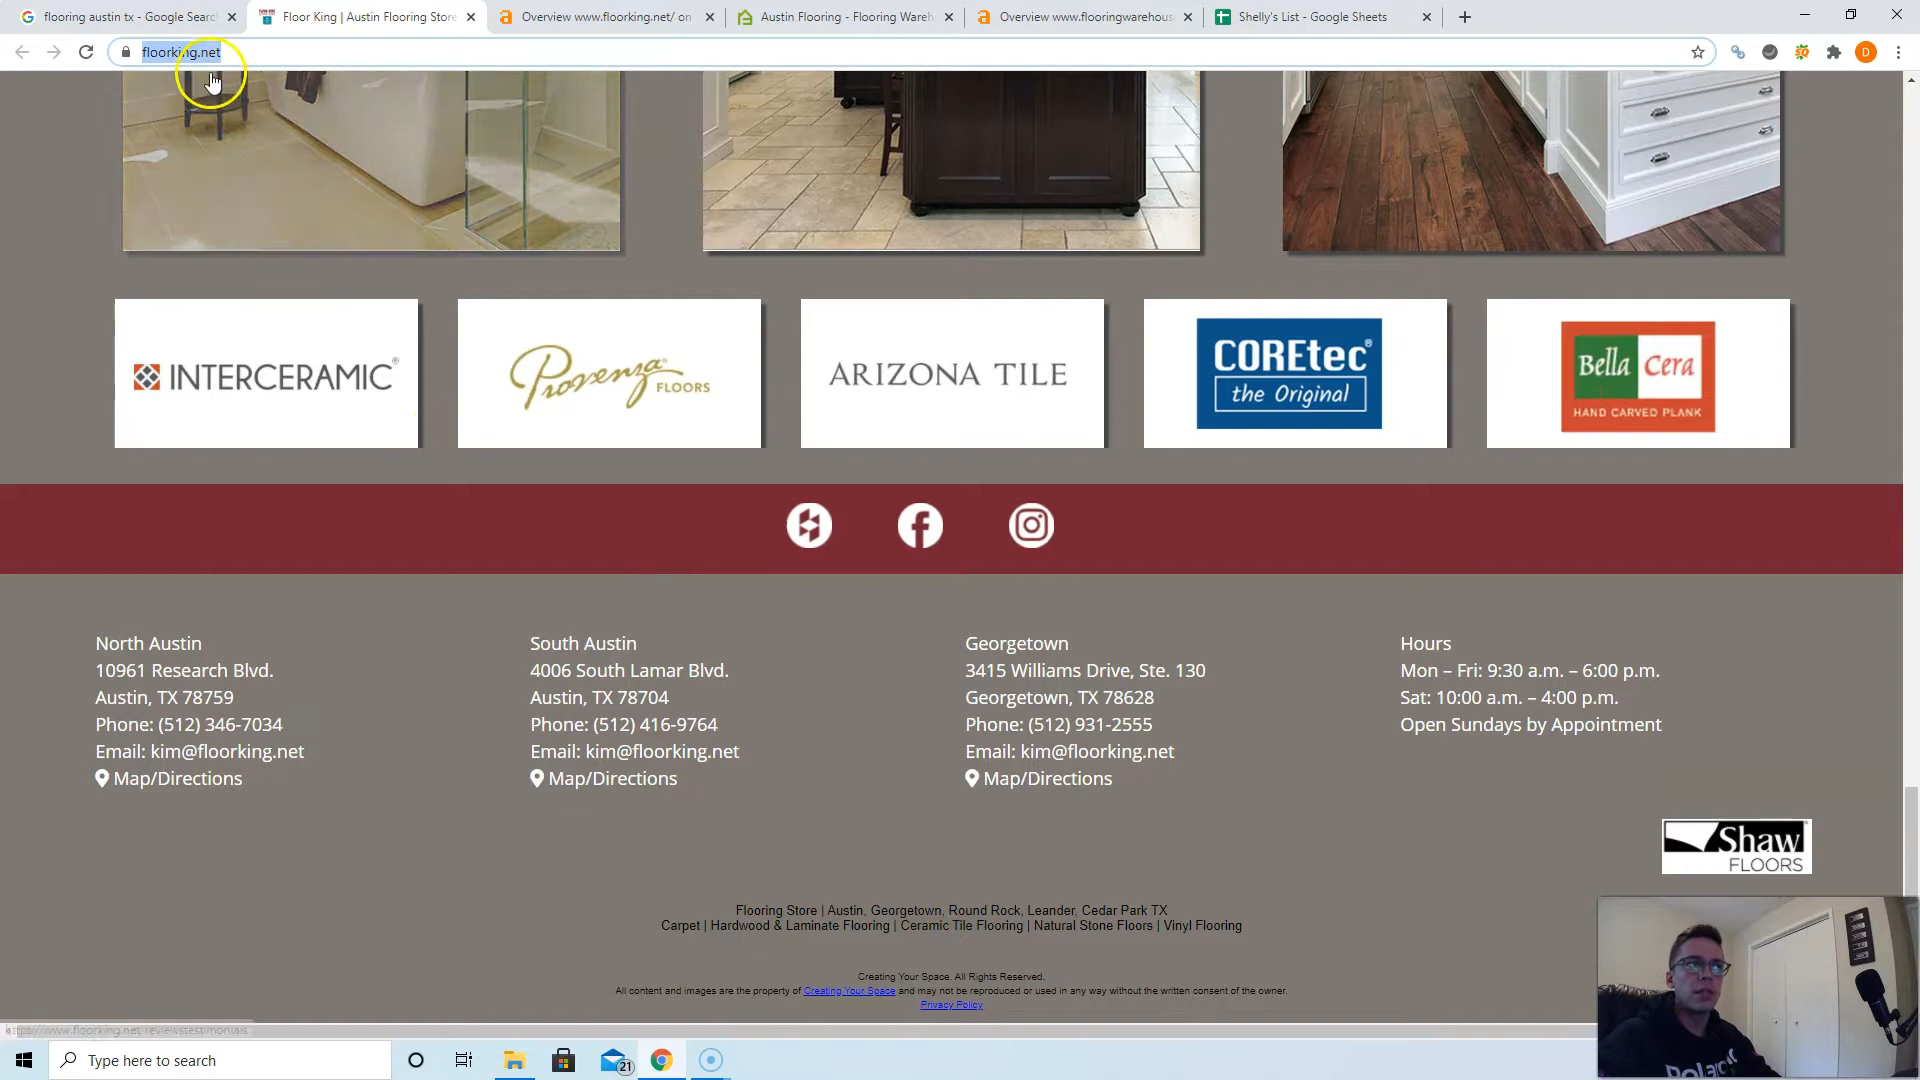 flooring austin tx - Google Searc
Floor King | Austin Flooring Store
Overview www.floorking.net/ on
Austin Flooring - Flooring Wareh
Overview www.flooringwarehous
Shelly's List - Google Sheets
floorking.net
D
INTERCERAMIC®
Provenza FLOORS
ARIZONA TILE
COREtec®
the Original
Bella Cera
HAND CARVED PLANK
North Austin
10961 Research Blvd.
Austin, TX 78759
Phone: (512) 346-7034
Email: kim@floorking.net
Map/Directions
South Austin
4006 South Lamar Blvd.
Austin, TX 78704
Phone: (512) 416-9764
Email: kim@floorking.net
Map/Directions
Georgetown
3415 Williams Drive, Ste. 130
Georgetown, TX 78628
Phone: (512) 931-2555
Email: kim@floorking.net
Map/Directions
Hours
Mon – Fri: 9:30 a.m. – 6:00 p.m.
Sat: 10:00 a.m. – 4:00 p.m.
Open Sundays by Appointment
Shaw
FLOORS
Flooring Store | Austin, Georgetown, Round Rock, Leander, Cedar Park TX
Carpet | Hardwood & Laminate Flooring | Ceramic Tile Flooring | Natural Stone Floors | Vinyl Flooring
Creating Your Space. All Rights Reserved.
All content and images are the property of Creating Your Space and may not be reproduced or used in any way without the written consent of the owner.
Privacy Policy
Type here to search
21